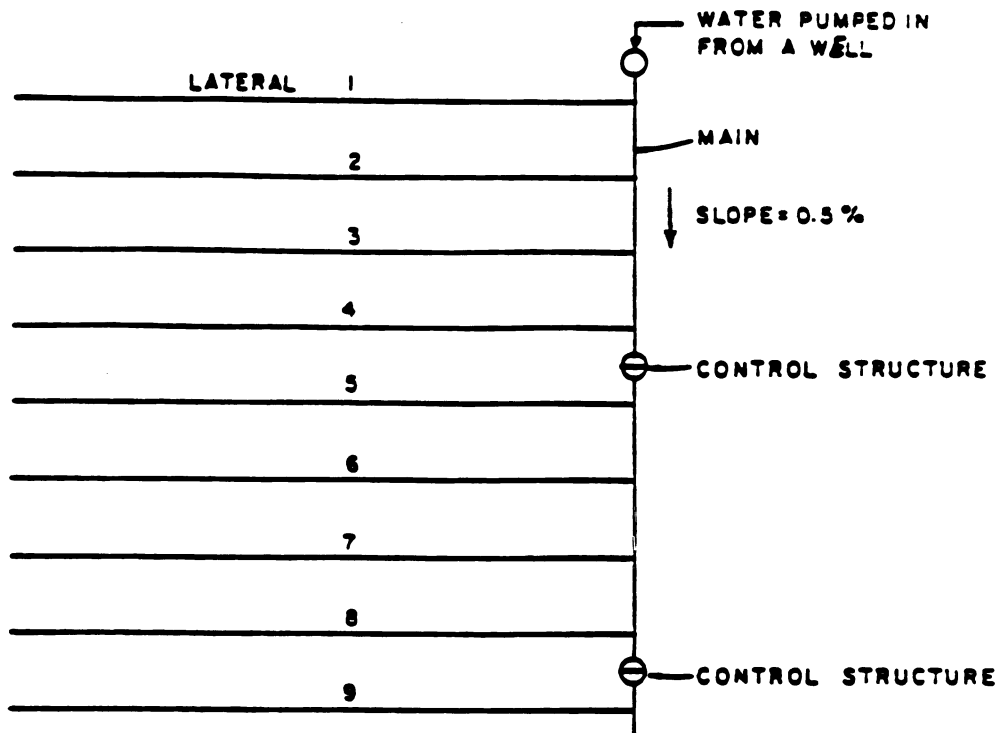 WATER PUMPED IN
FROM A WELL
LATERAL 1
MAIN
2
SLOPE = 0.5 %
3
4
CONTROL STRUCTURE
5
6
7
8
CONTROL STRUCTURE
9